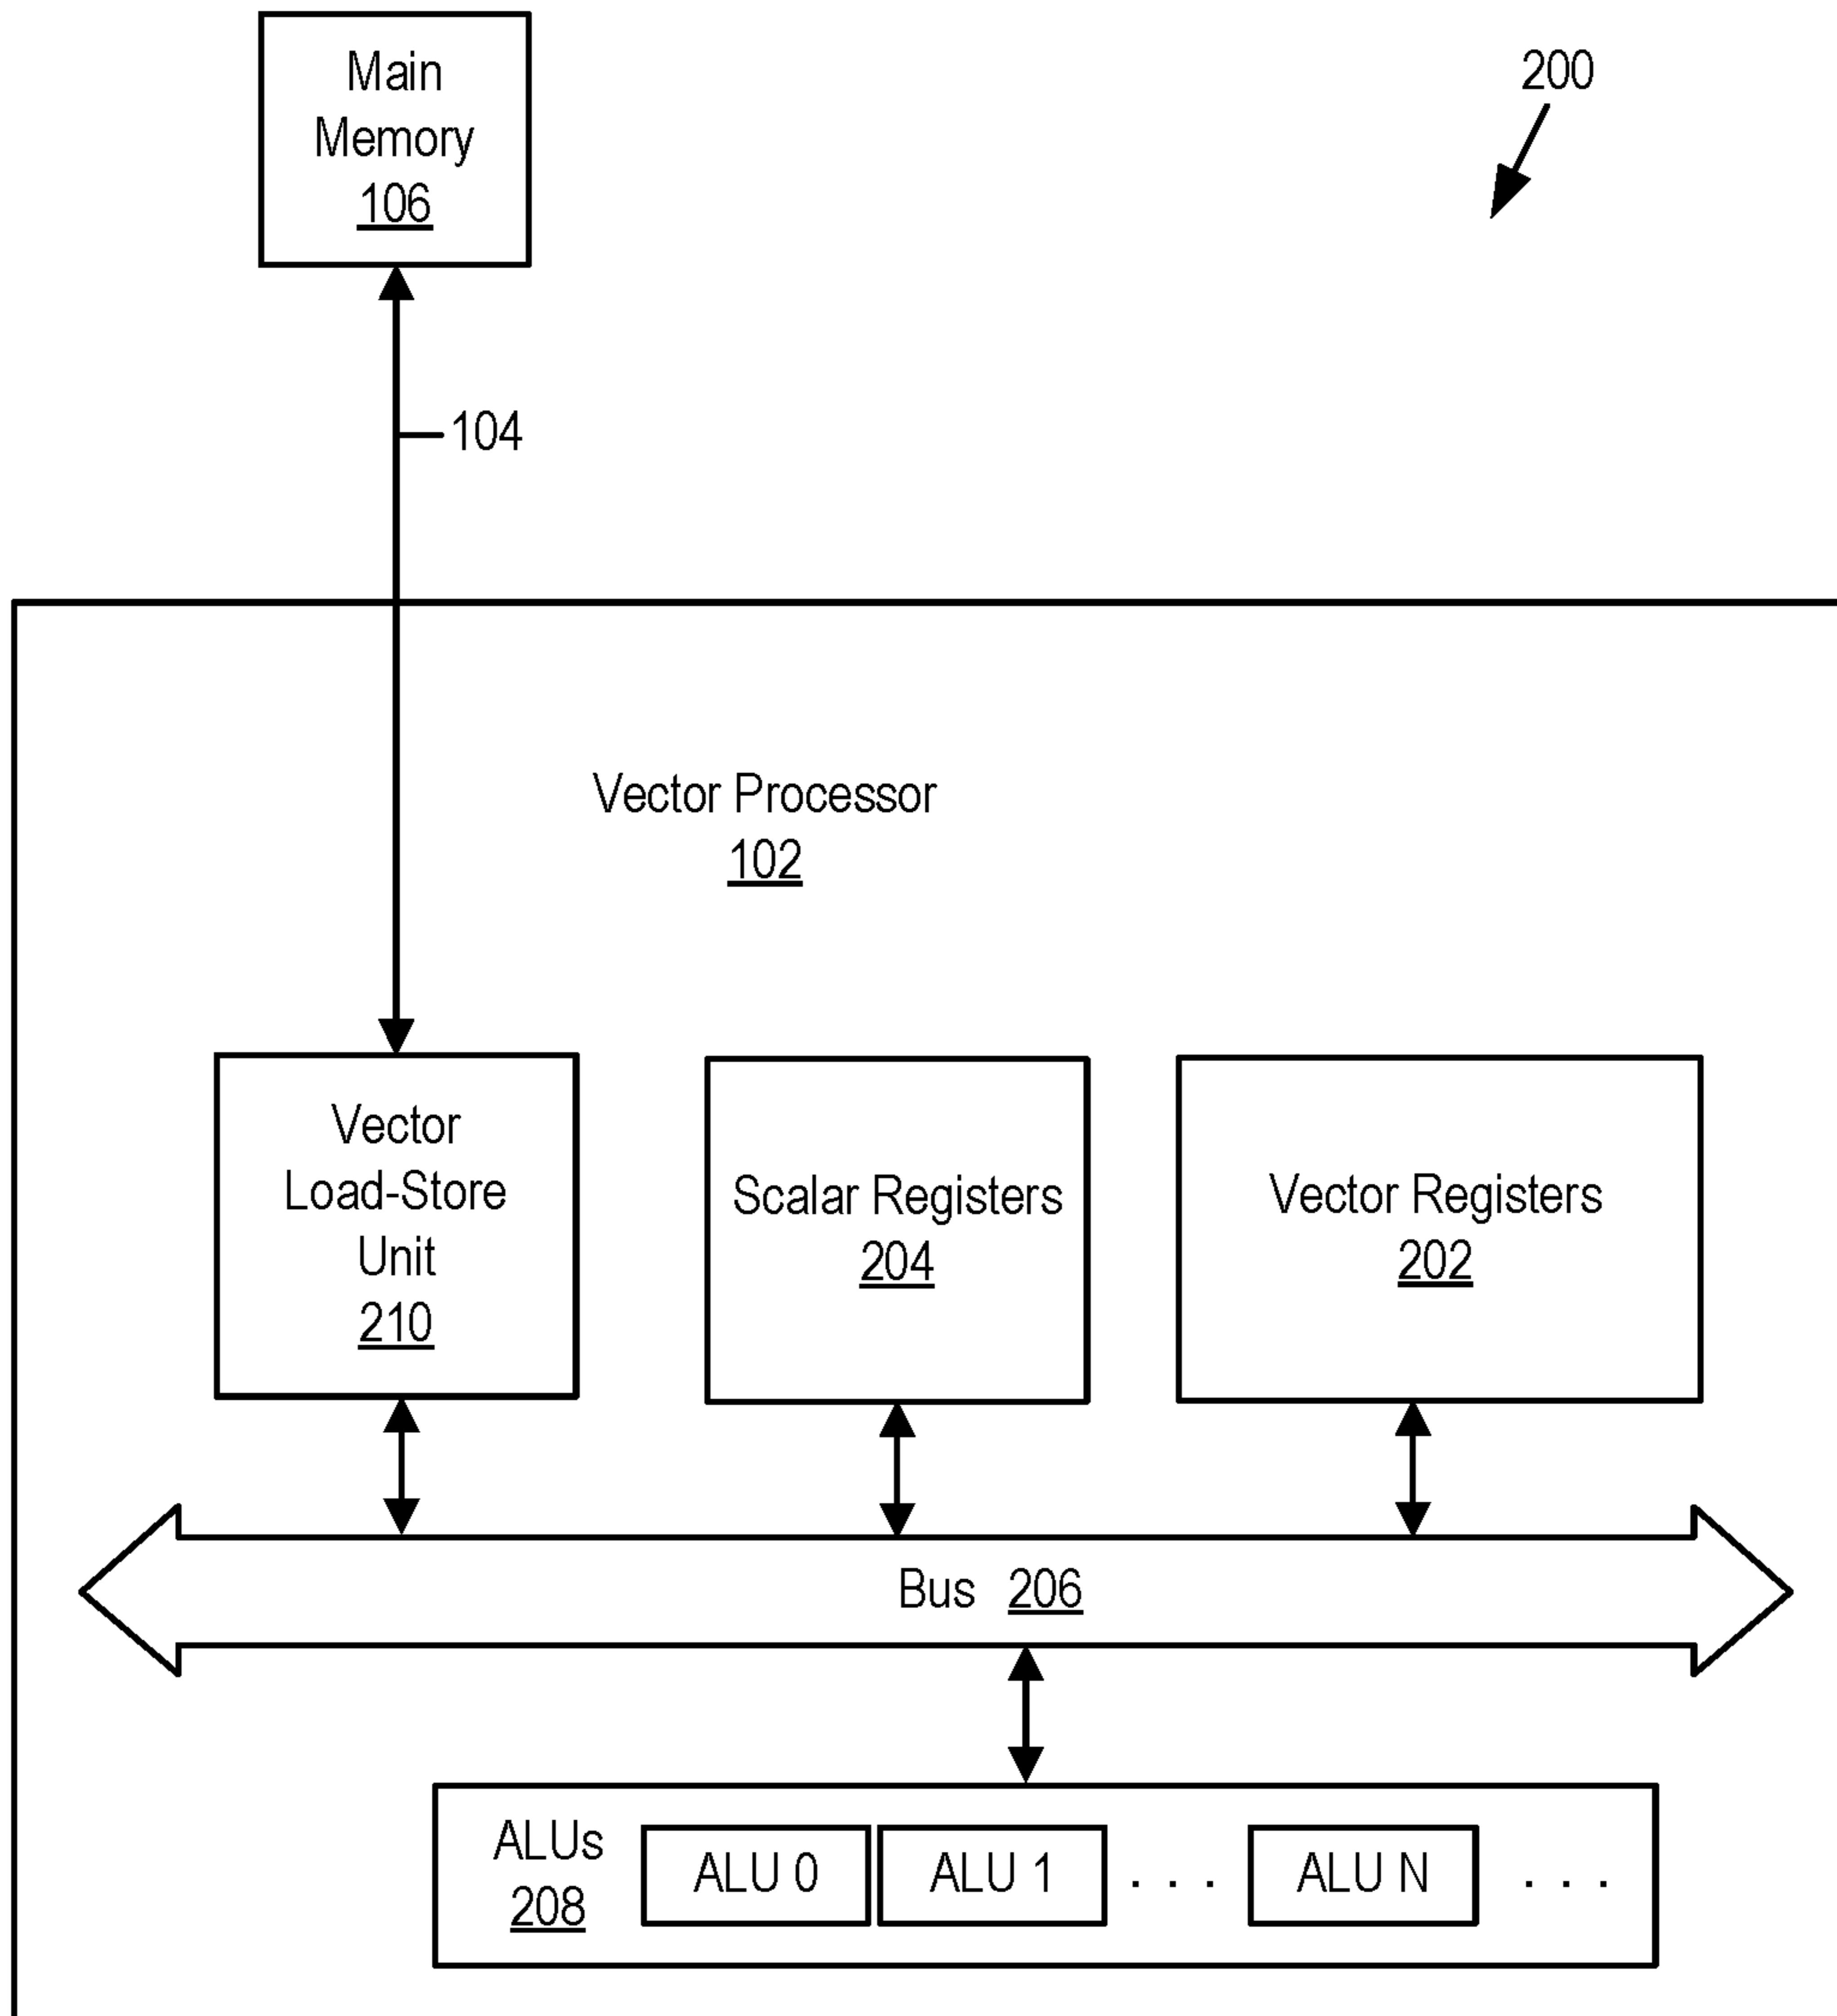 Main
Memory
106
200
104
Vector Processor
102
Vector
Load-Store
Unit
210
Scalar Registers
204
Vector Registers
202
Bus 206
ALUs
208
ALU 0
ALU 1
. . .
ALU N
. . .